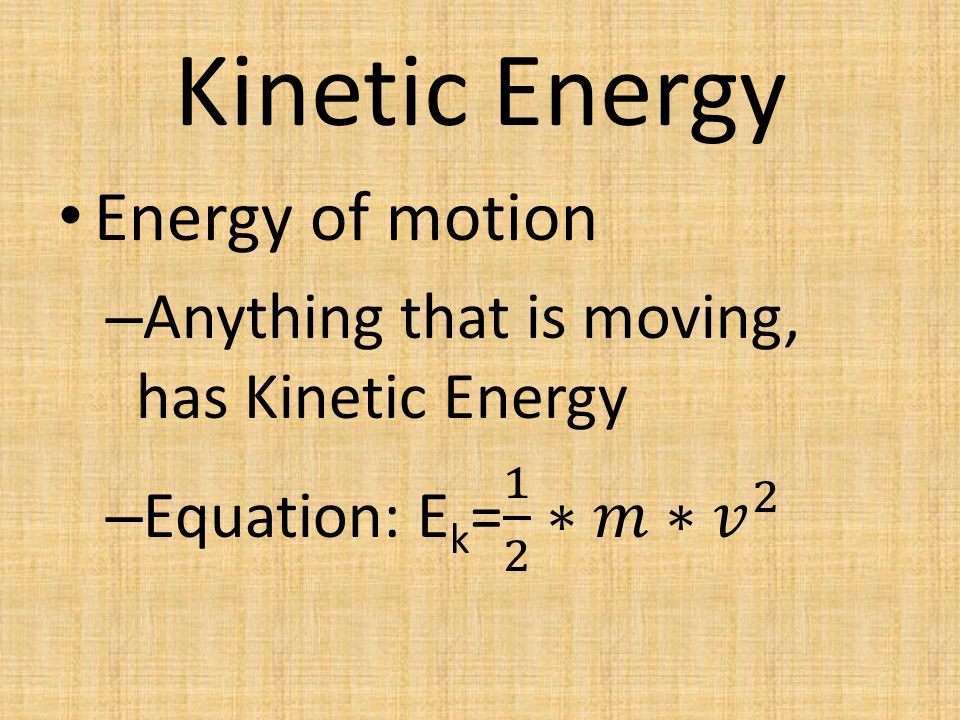 Kinetic Energy
• Energy of motion
–Anything that is moving,
has Kinetic Energy
–Equation: Eₖ=½ ∗ 𝑚 ∗ 𝑣²